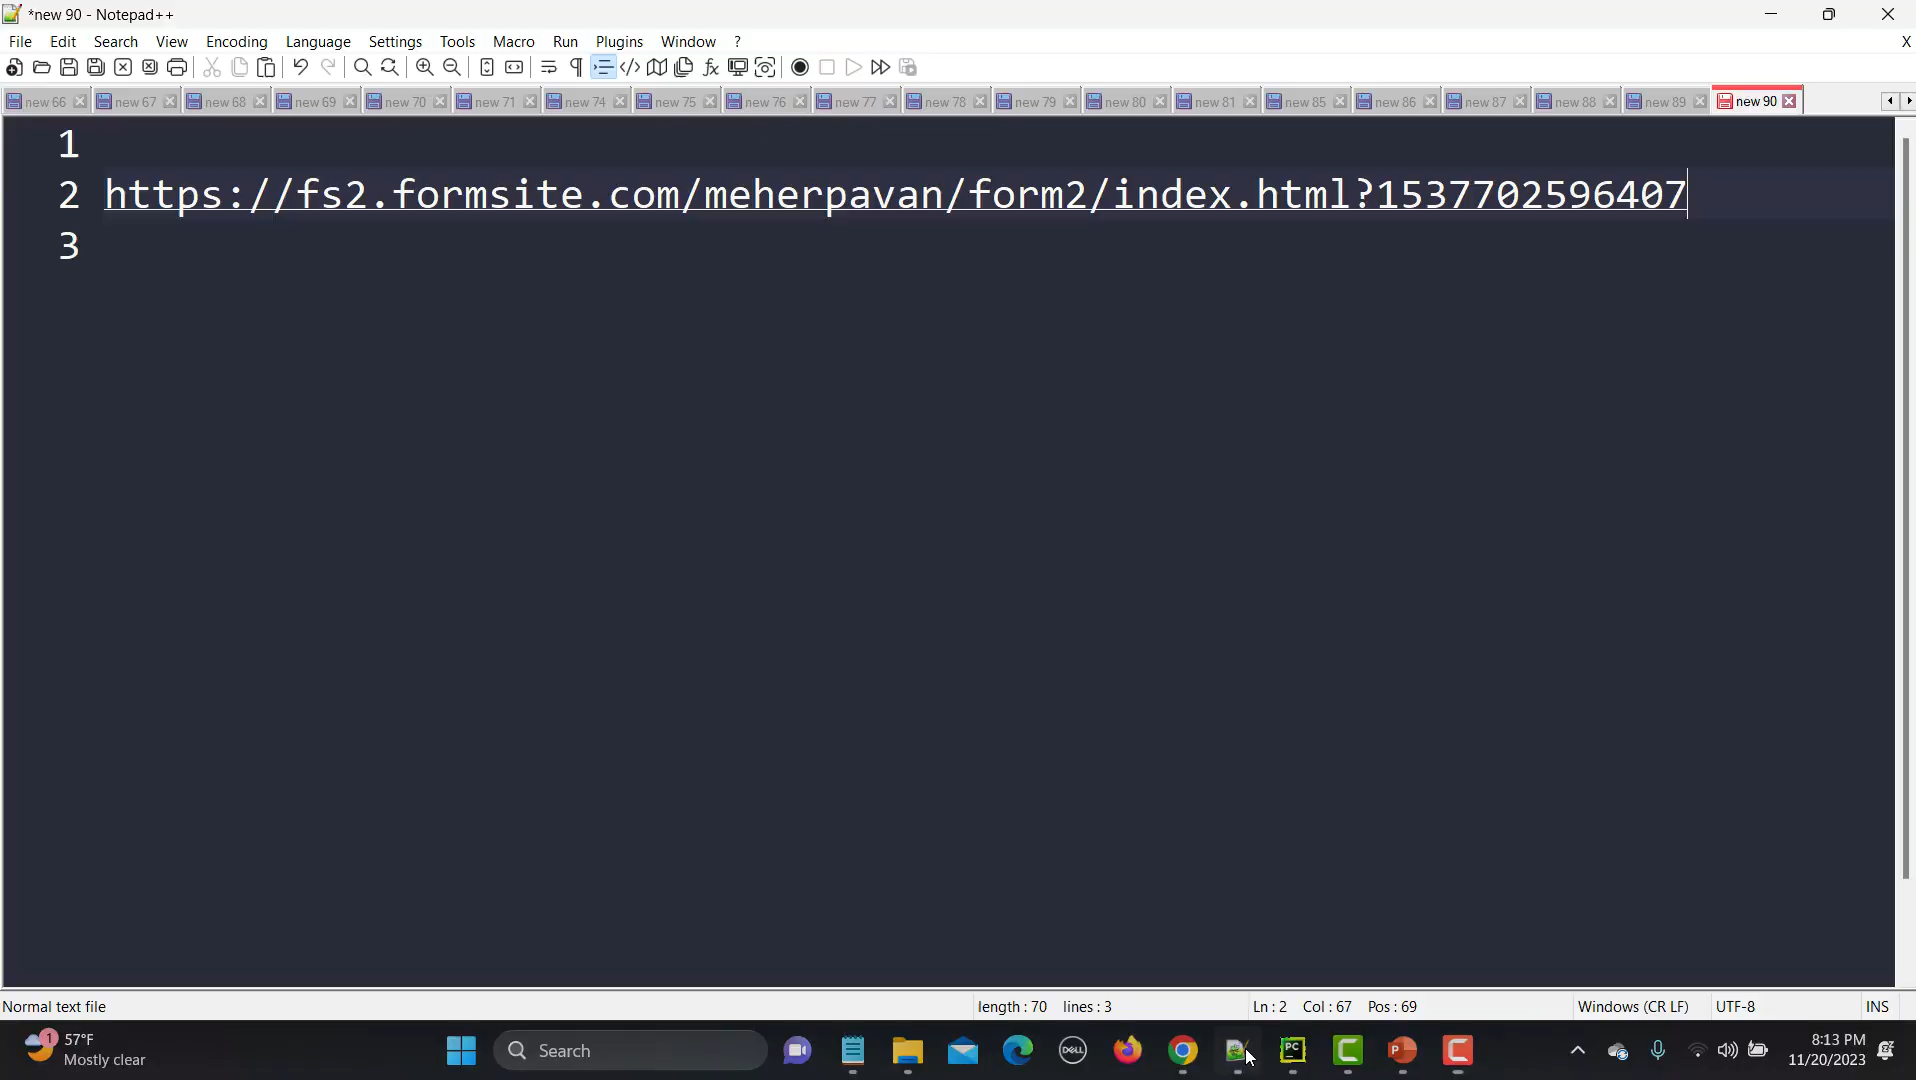 *new 90 - Notepad++
File Edit Search View Encoding Language Settings Tools Macro Run Plugins Window ? X
new 66 new 67 new 68 new 69 new 70 new 71 new 74 new 75 new 76 new 77 new 78 new 79 new 80 new 81 new 85 new 86 new 87 new 88 new 89 new 90
1
2 https://fs2.formsite.com/meherpavan/form2/index.html?1537702596407
3
Normal text file length : 70 lines : 3 Ln : 2 Col : 67 Pos : 69 Windows (CR LF) UTF-8 INS
1 57°F
Mostly clear
Search
DELL
PC
8:13 PM
11/20/2023